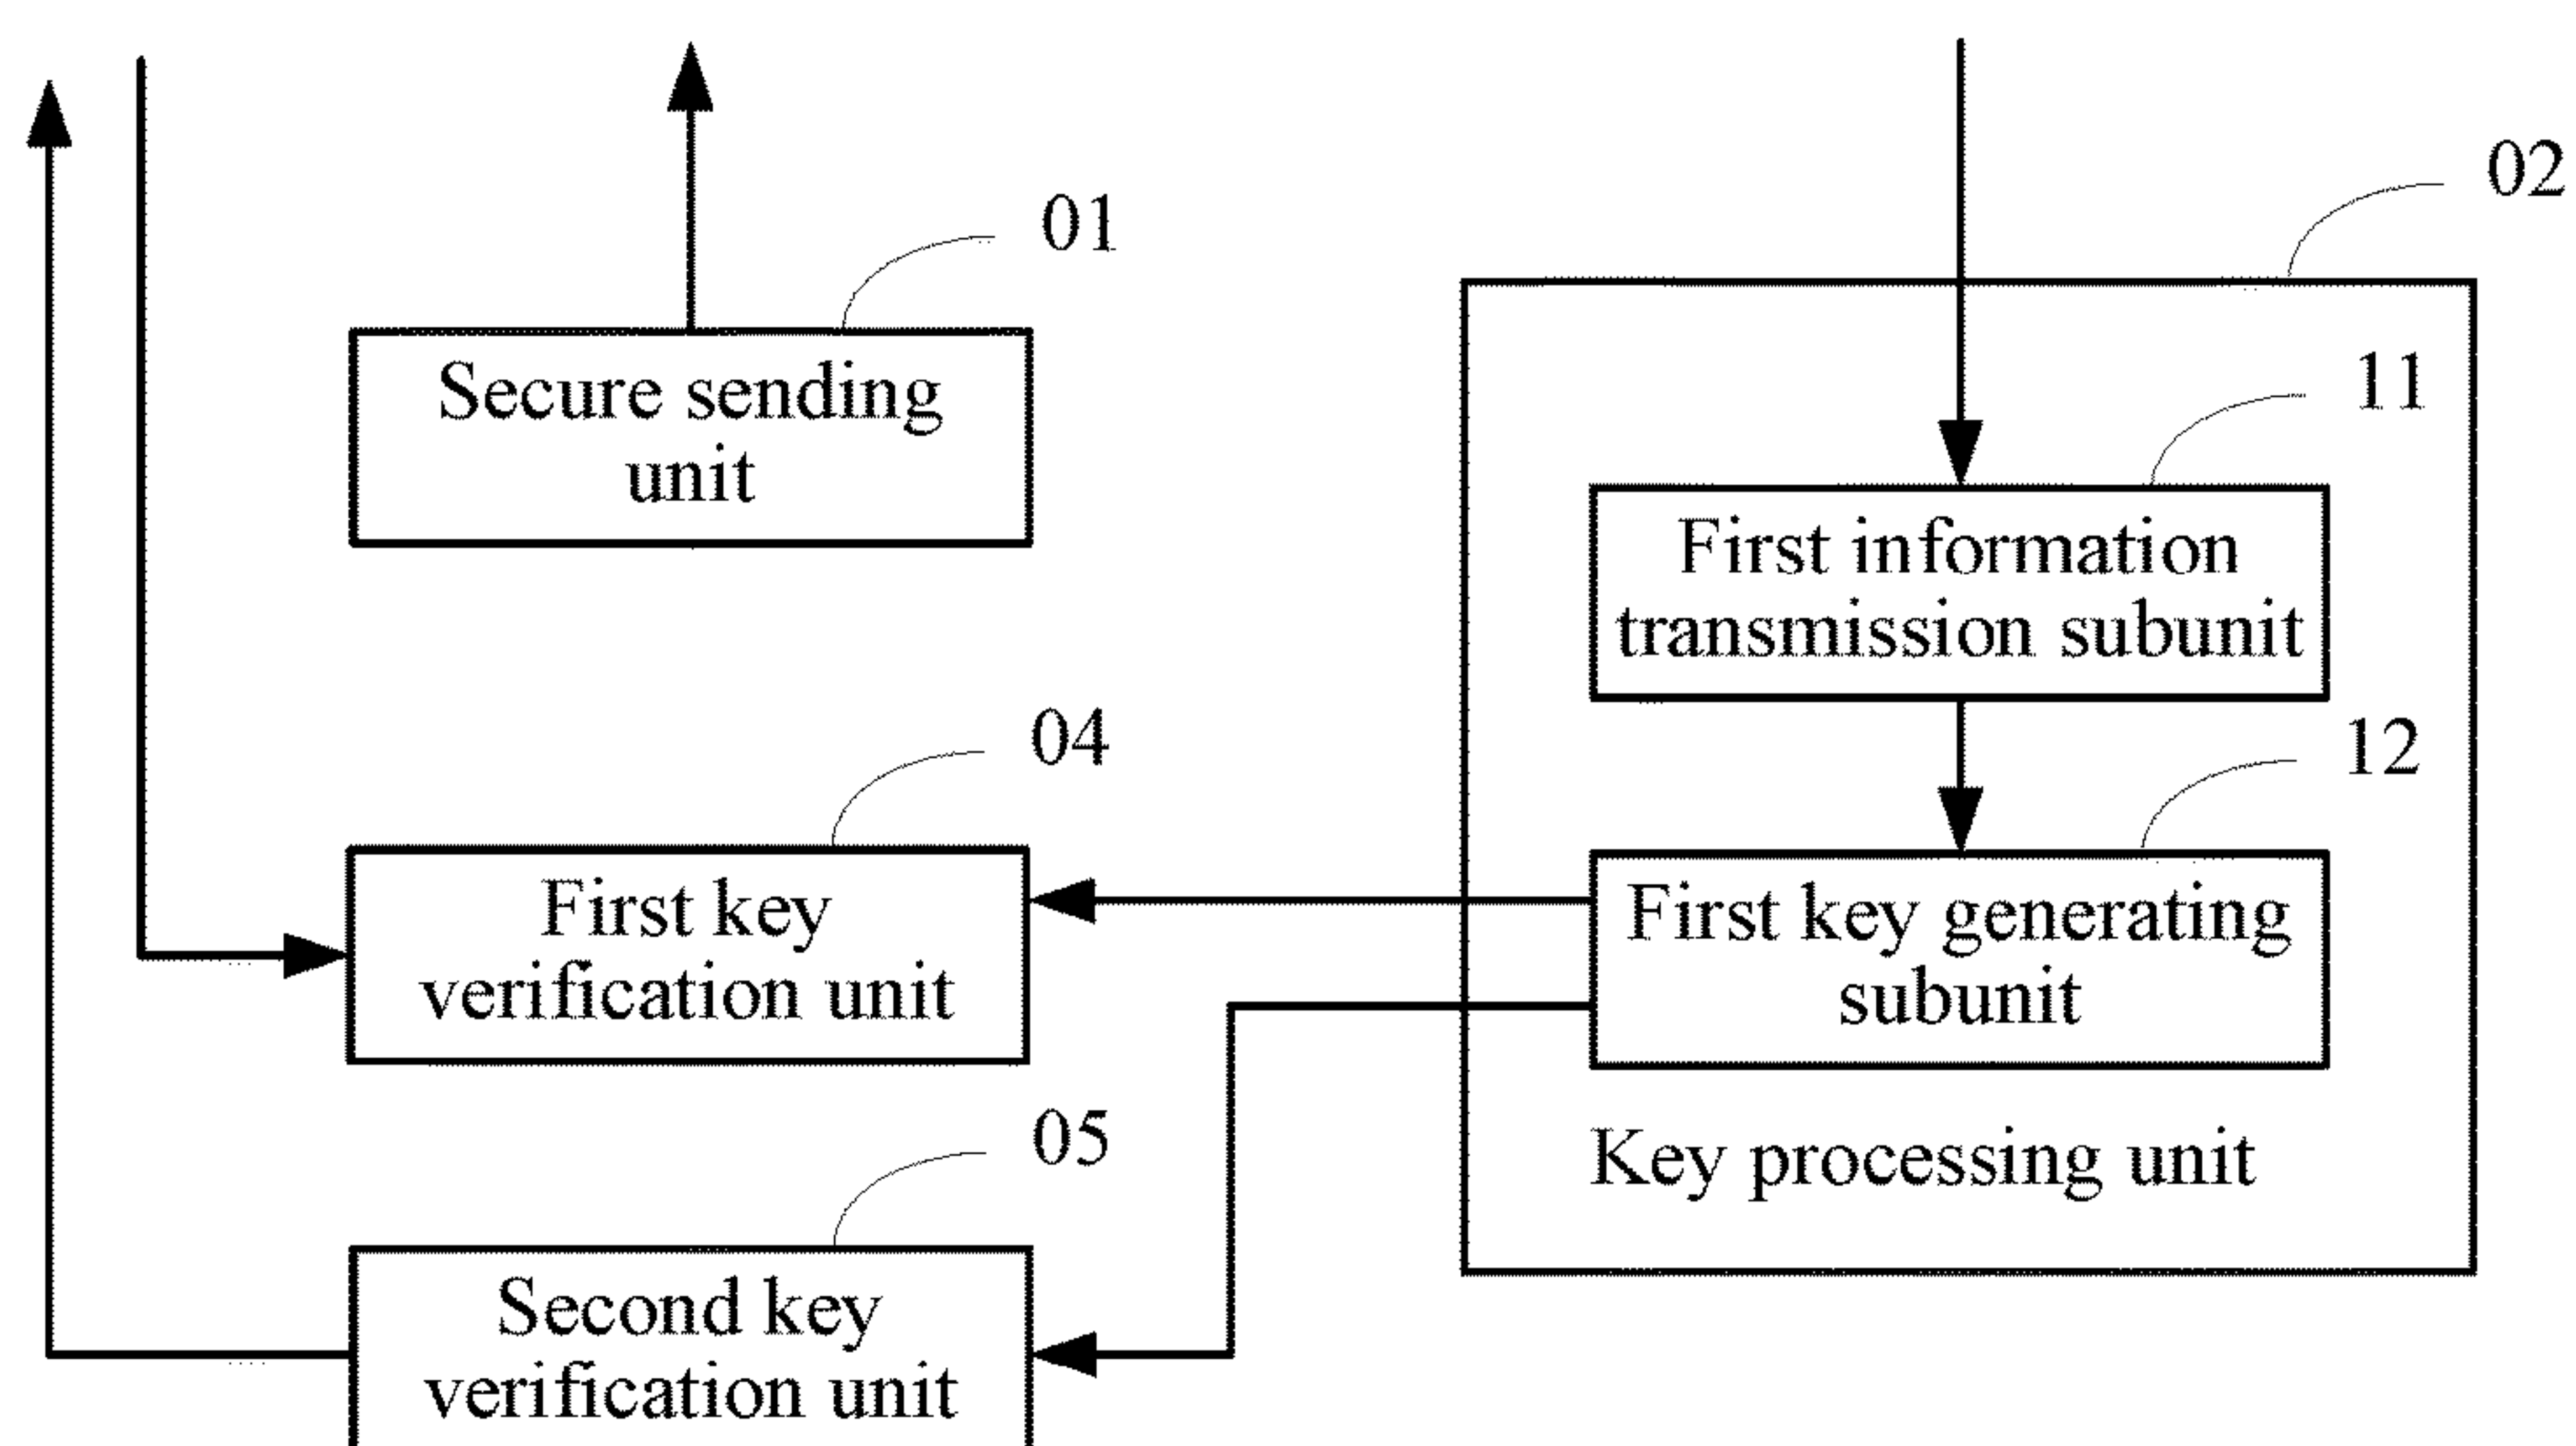 02
01
Secure sending
unit
11
First information
transmission subunit
04
12
First key
verification unit
First key generating
subunit
05
Key processing unit
Second key
verification unit